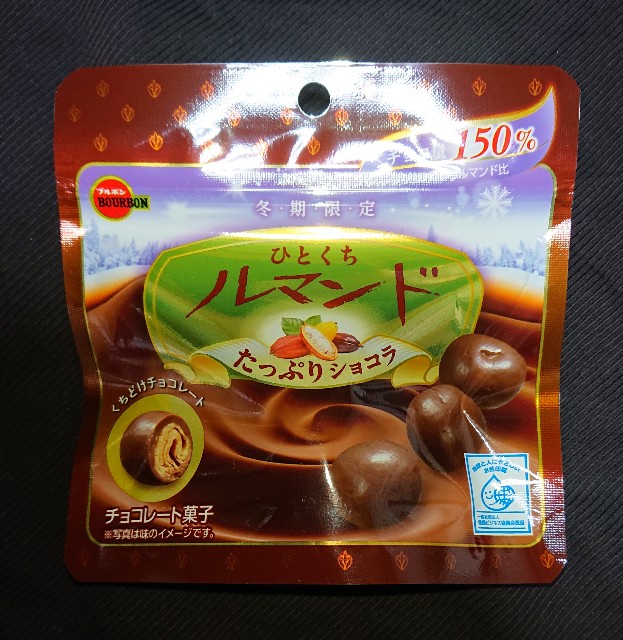 150%
ルマンド比
ブルボン
BOURBON
冬・期・限・定
ひとくち
ルマンド
たっぷりショコラ
くちどけチョコレート
チョコレート菓子
※写真は味のイメージです。